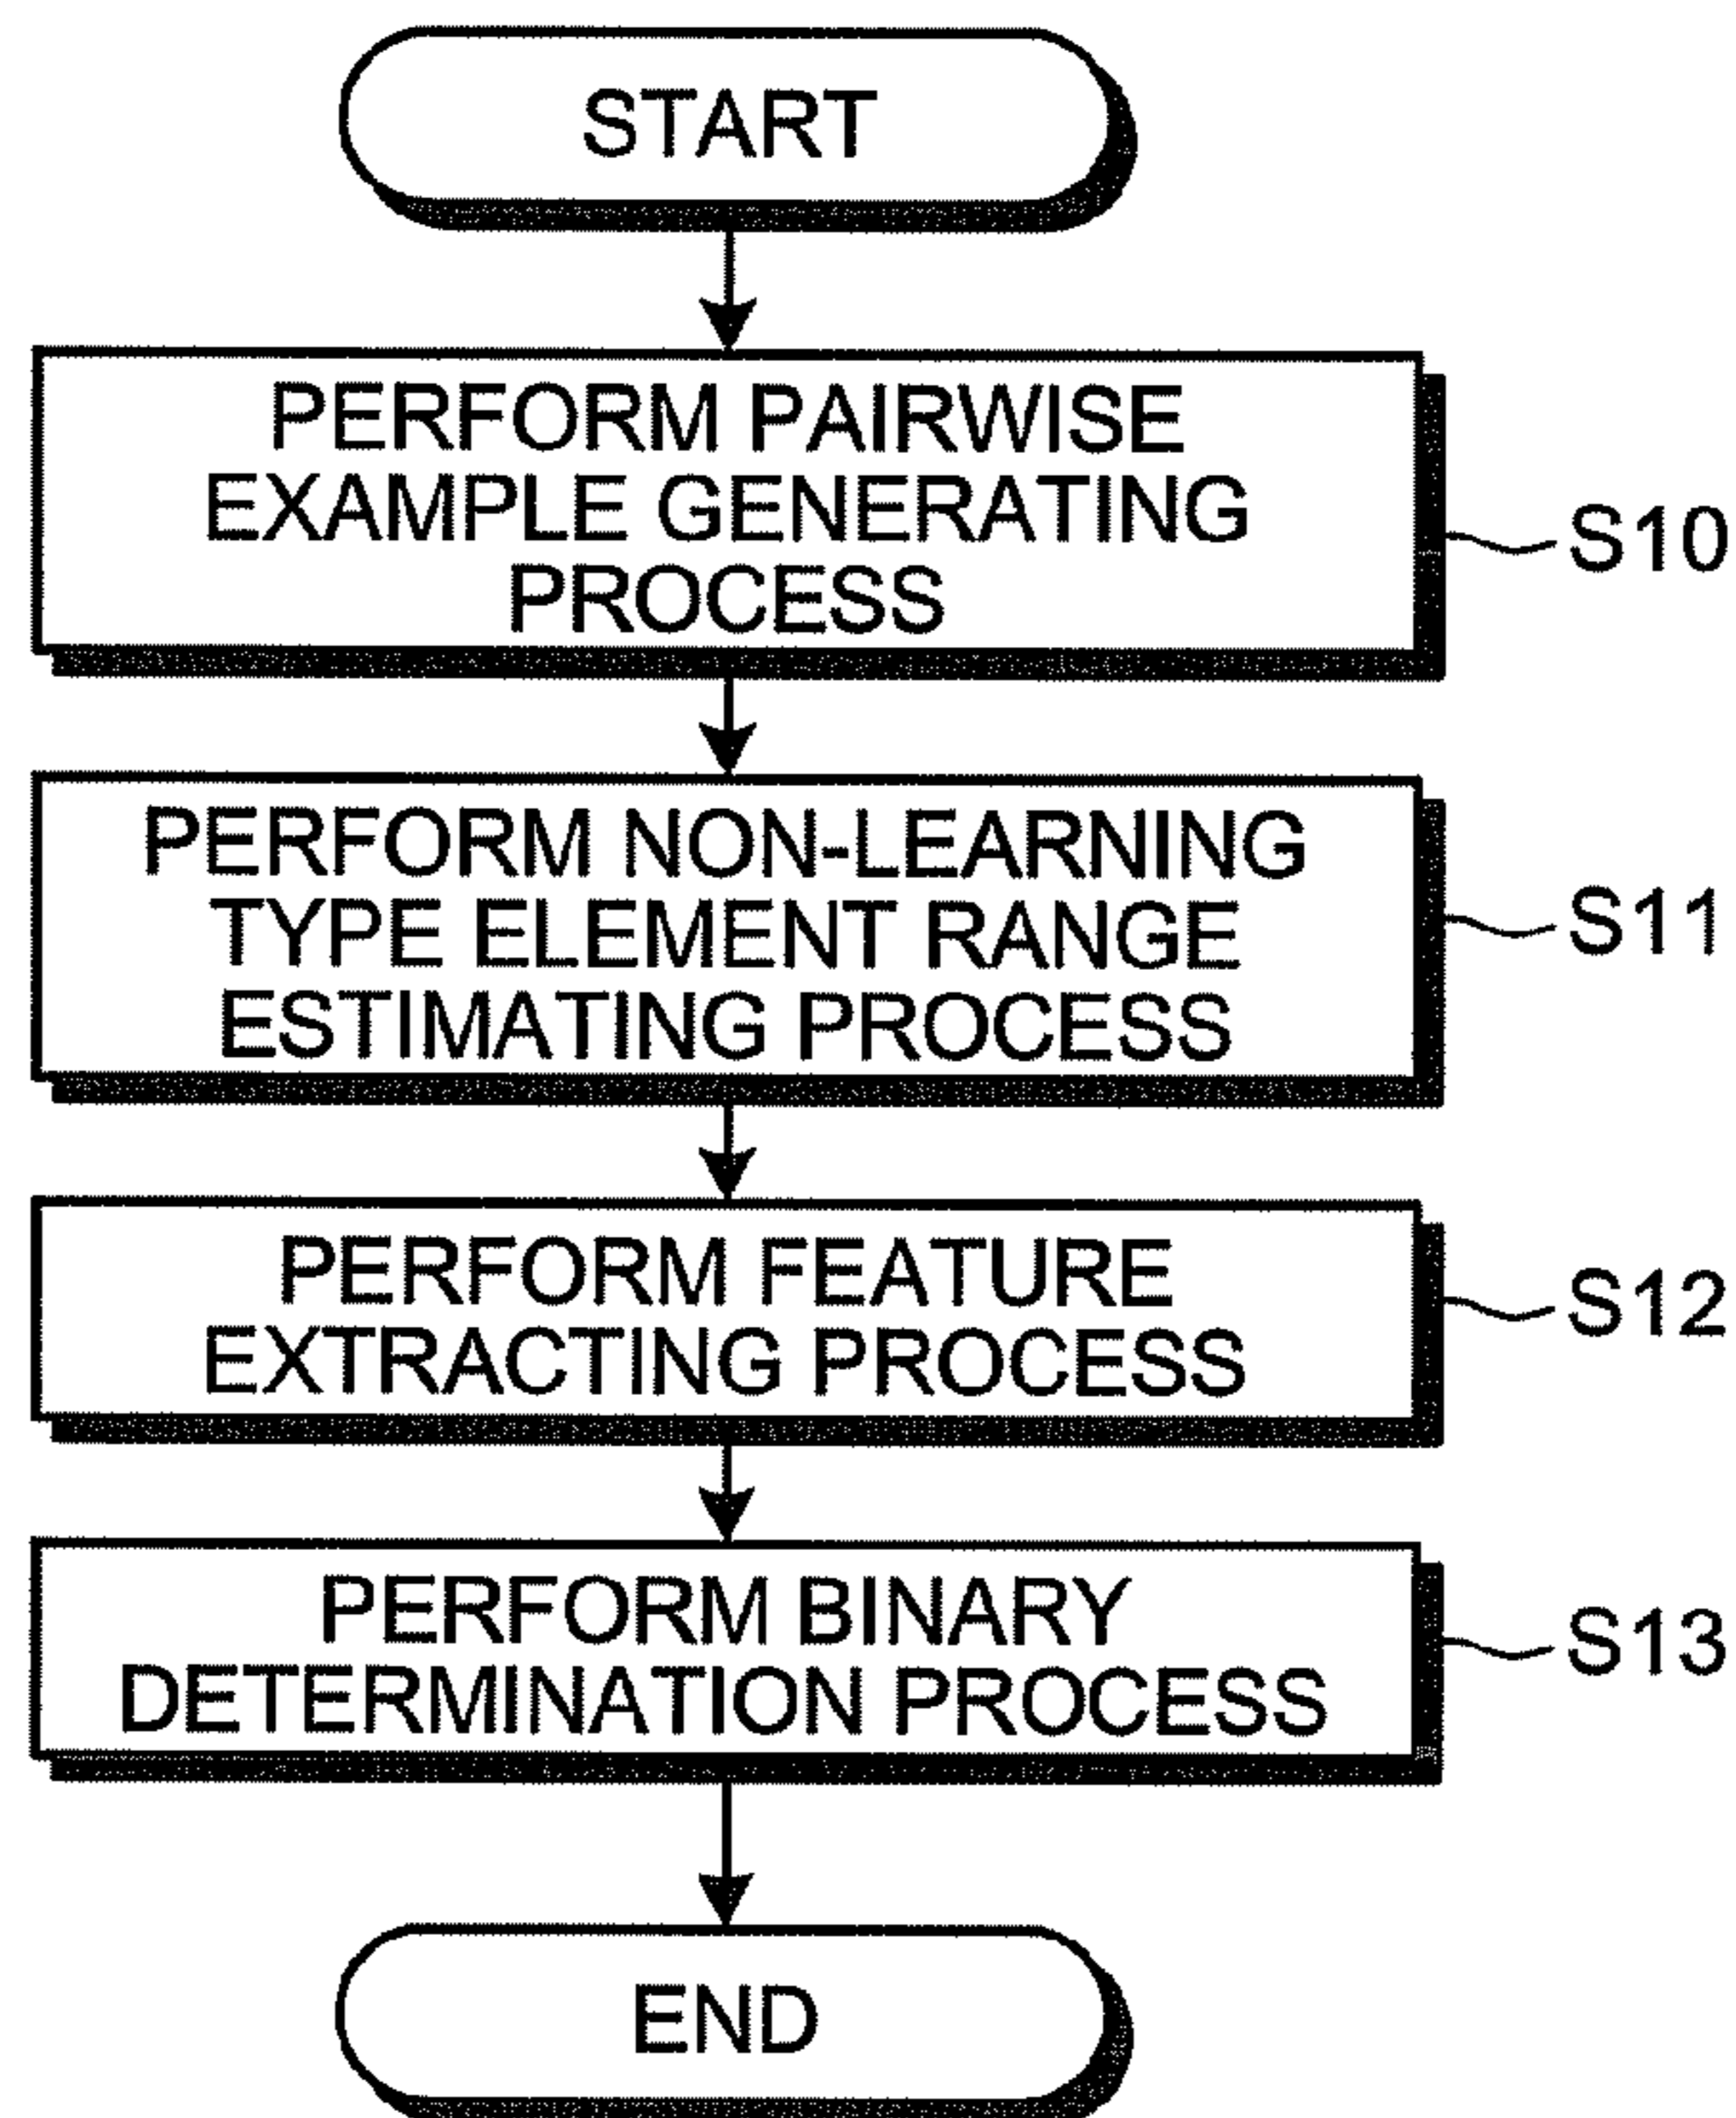 START
PERFORM PAIRWISE
EXAMPLE GENERATING
PROCESS
S10
PERFORM NON-LEARNING
TYPE ELEMENT RANGE
ESTIMATING PROCESS
S11
PERFORM FEATURE
EXTRACTING PROCESS
S12
PERFORM BINARY
DETERMINATION PROCESS
S13
END